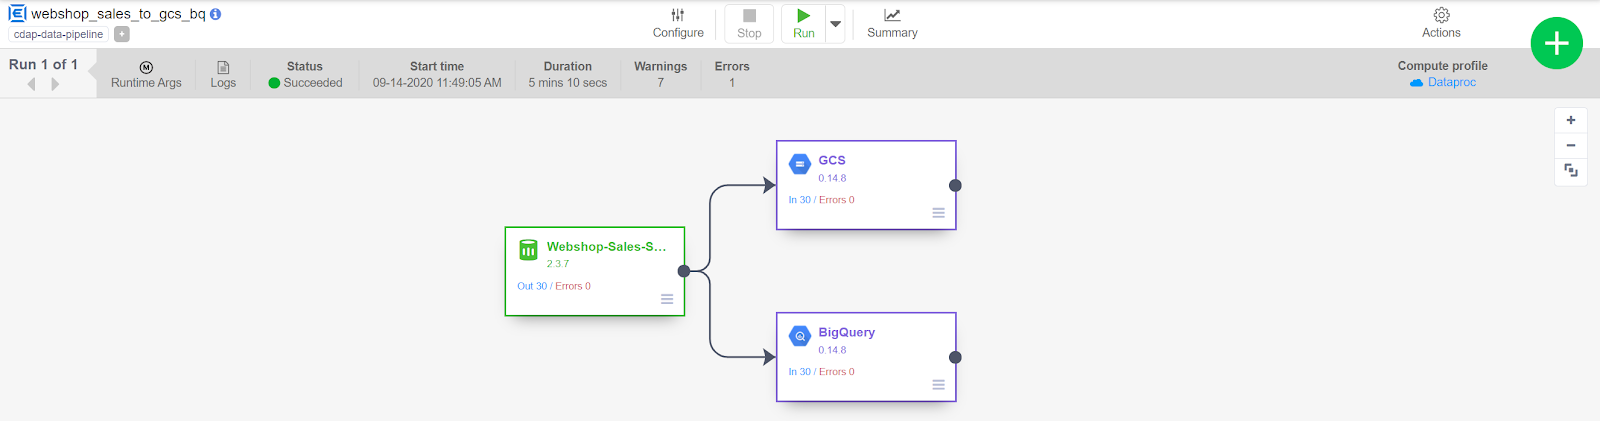 webshop_sales_to_gcs_bq
cdap-data-pipeline
Configure
Stop
Run
Summary
Actions
Run 1 of 1
Runtime Args
Logs
Status
Succeeded
Start time
09-14-2020 11:49:05 AM
Duration
5 mins 10 secs
Warnings
7
Errors
1
Compute profile
Dataproc
GCS
0.14.8
In 30 / Errors 0
Webshop-Sales-S...
2.3.7
Out 30 / Errors 0
BigQuery
0.14.8
In 30 / Errors 0